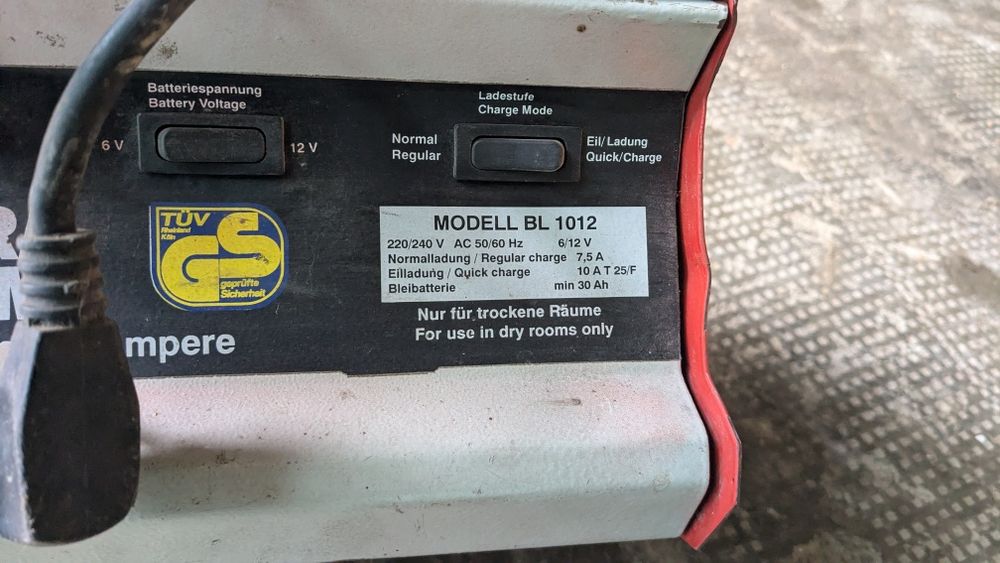 Batteriespannung
Battery Voltage
6 V
12 V
Ladestufe
Charge Mode
Normal
Regular
Eil/Ladung
Quick/Charge
TÜV
Rheinland
Köln
GS
geprüfte
Sicherheit
MODELL BL 1012
220/240 V AC 50/60 Hz 6/12 V
Normalladung / Regular charge 7,5 A
Eilladung / Quick charge 10 A T 25/F
Bleibatterie min 30 Ah
Nur für trockene Räume
For use in dry rooms only
mpere